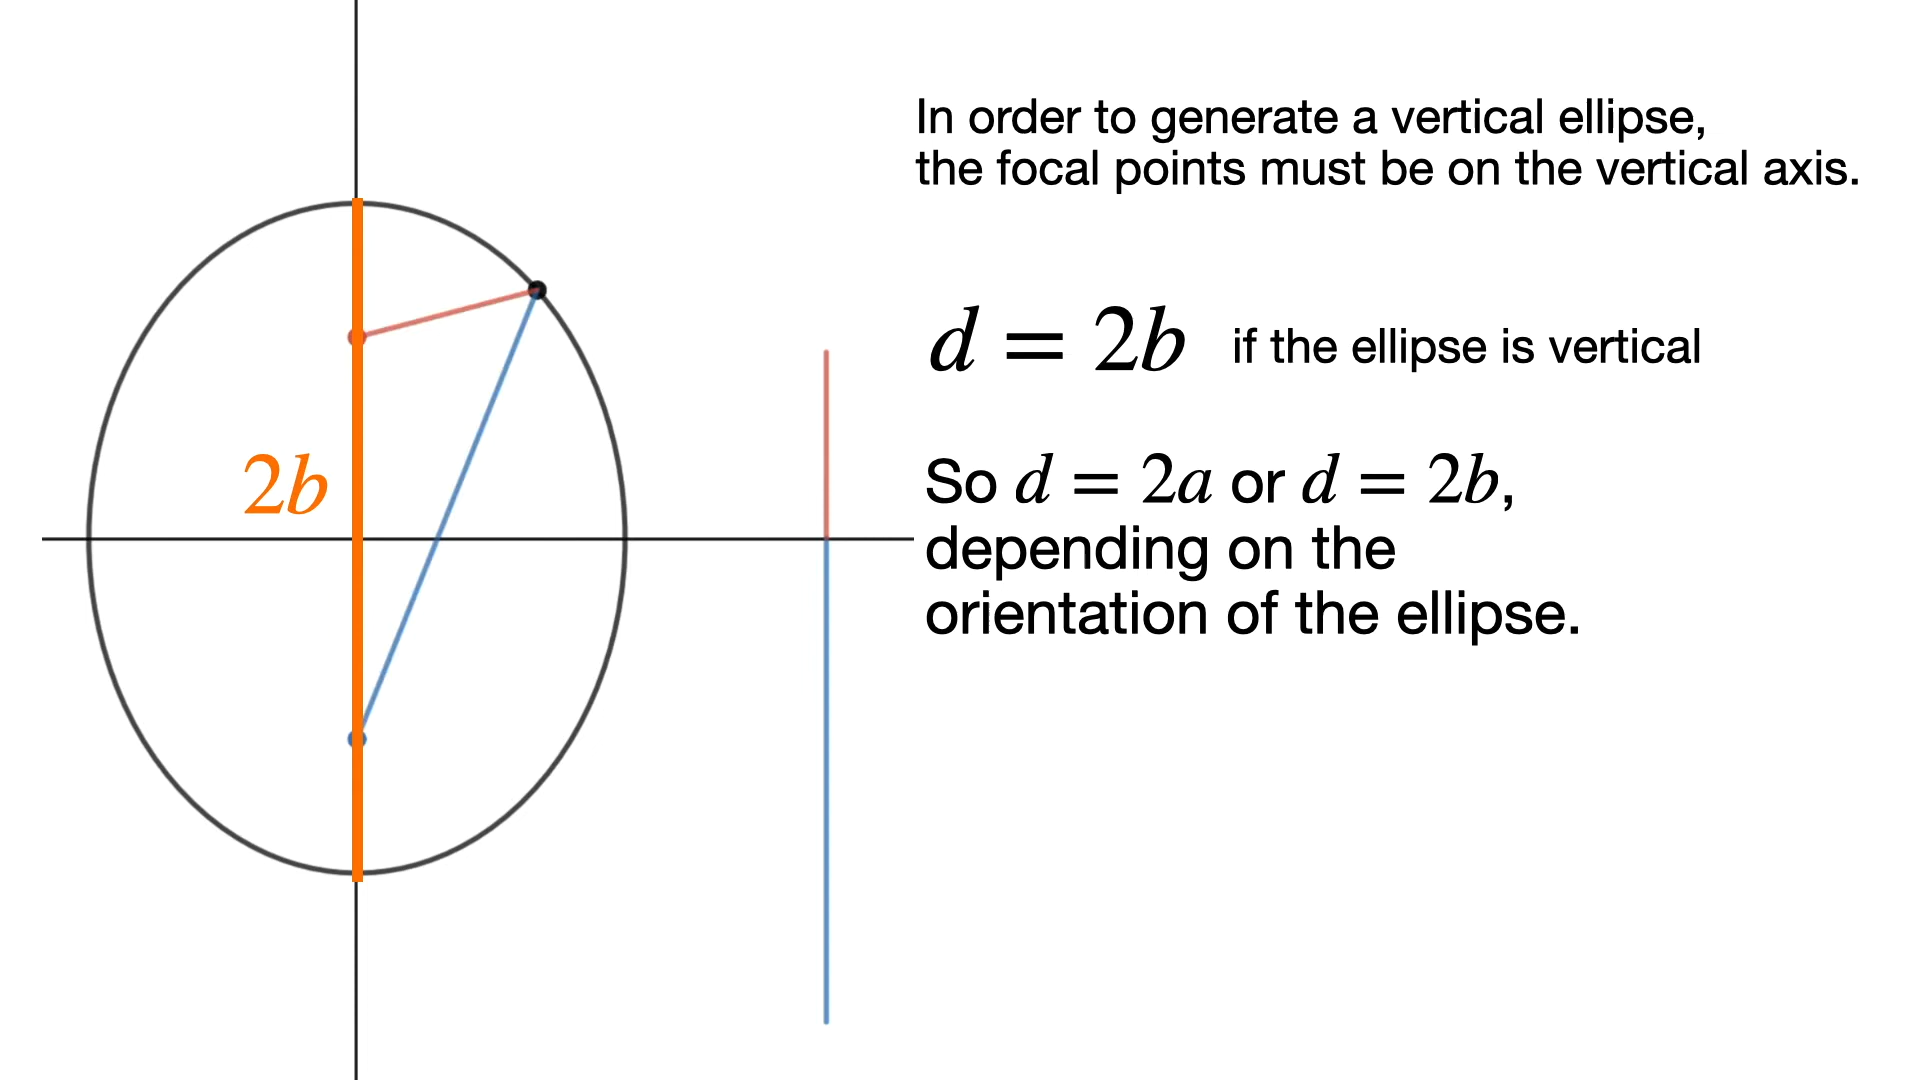 In order to generate a vertical ellipse,
the focal points must be on the vertical axis.
d = 2b if the ellipse is vertical
2b
So d = 2a or d = 2b,
depending on the
orientation of the ellipse.